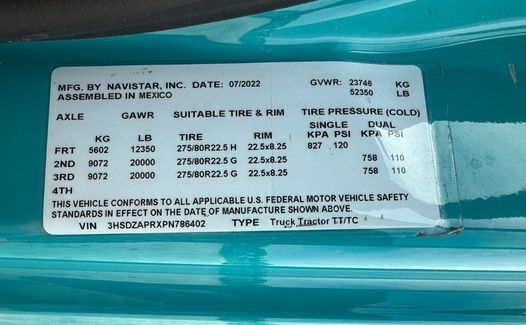 MFG. BY NAVISTAR, INC. DATE: 07/2022 GVWR: 23746 KG
ASSEMBLED IN MEXICO 52350 LB
AXLE GAWR SUITABLE TIRE & RIM TIRE PRESSURE (COLD)
SINGLE DUAL
KG LB TIRE RIM KPA PSI KPA PSI
FRT 5602 12350 275/80R22.5 H 22.5x8.25 827 120
2ND 9072 20000 275/80R22.5 G 22.5x8.25 758 110
3RD 9072 20000 275/80R22.5 G 22.5x8.25 758 110
4TH
THIS VEHICLE CONFORMS TO ALL APPLICABLE U.S. FEDERAL MOTOR VEHICLE SAFETY
STANDARDS IN EFFECT ON THE DATE OF MANUFACTURE SHOWN ABOVE.
VIN 3HSDZAPRXPN786402 TYPE Truck Tractor TT/TC